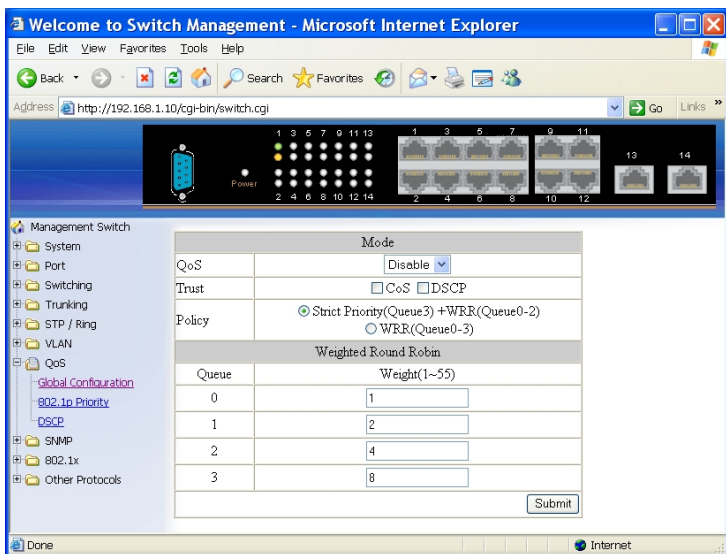 Welcome to Switch Management - Microsoft Internet Explorer
File Edit View Favorites Tools Help
Back Search Favorites
Address http://192.168.1.10/cgi-bin/switch.cgi Go Links »
1 3 5 7 9 11 13
Power
2 4 6 8 10 12 14
1 3 5 7 9 11
2 4 6 8 10 12
13 14
Management Switch
System
Port
Switching
Trunking
STP / Ring
VLAN
QoS
Global Configuration
802.1p Priority
DSCP
SNMP
802.1x
Other Protocols
Mode
QoS Disable
Trust CoS DSCP
Policy Strict Priority(Queue3) +WRR(Queue0-2)
WRR(Queue0-3)
Weighted Round Robin
Queue Weight(1~55)
0 1
1 2
2 4
3 8
Submit
Done Internet